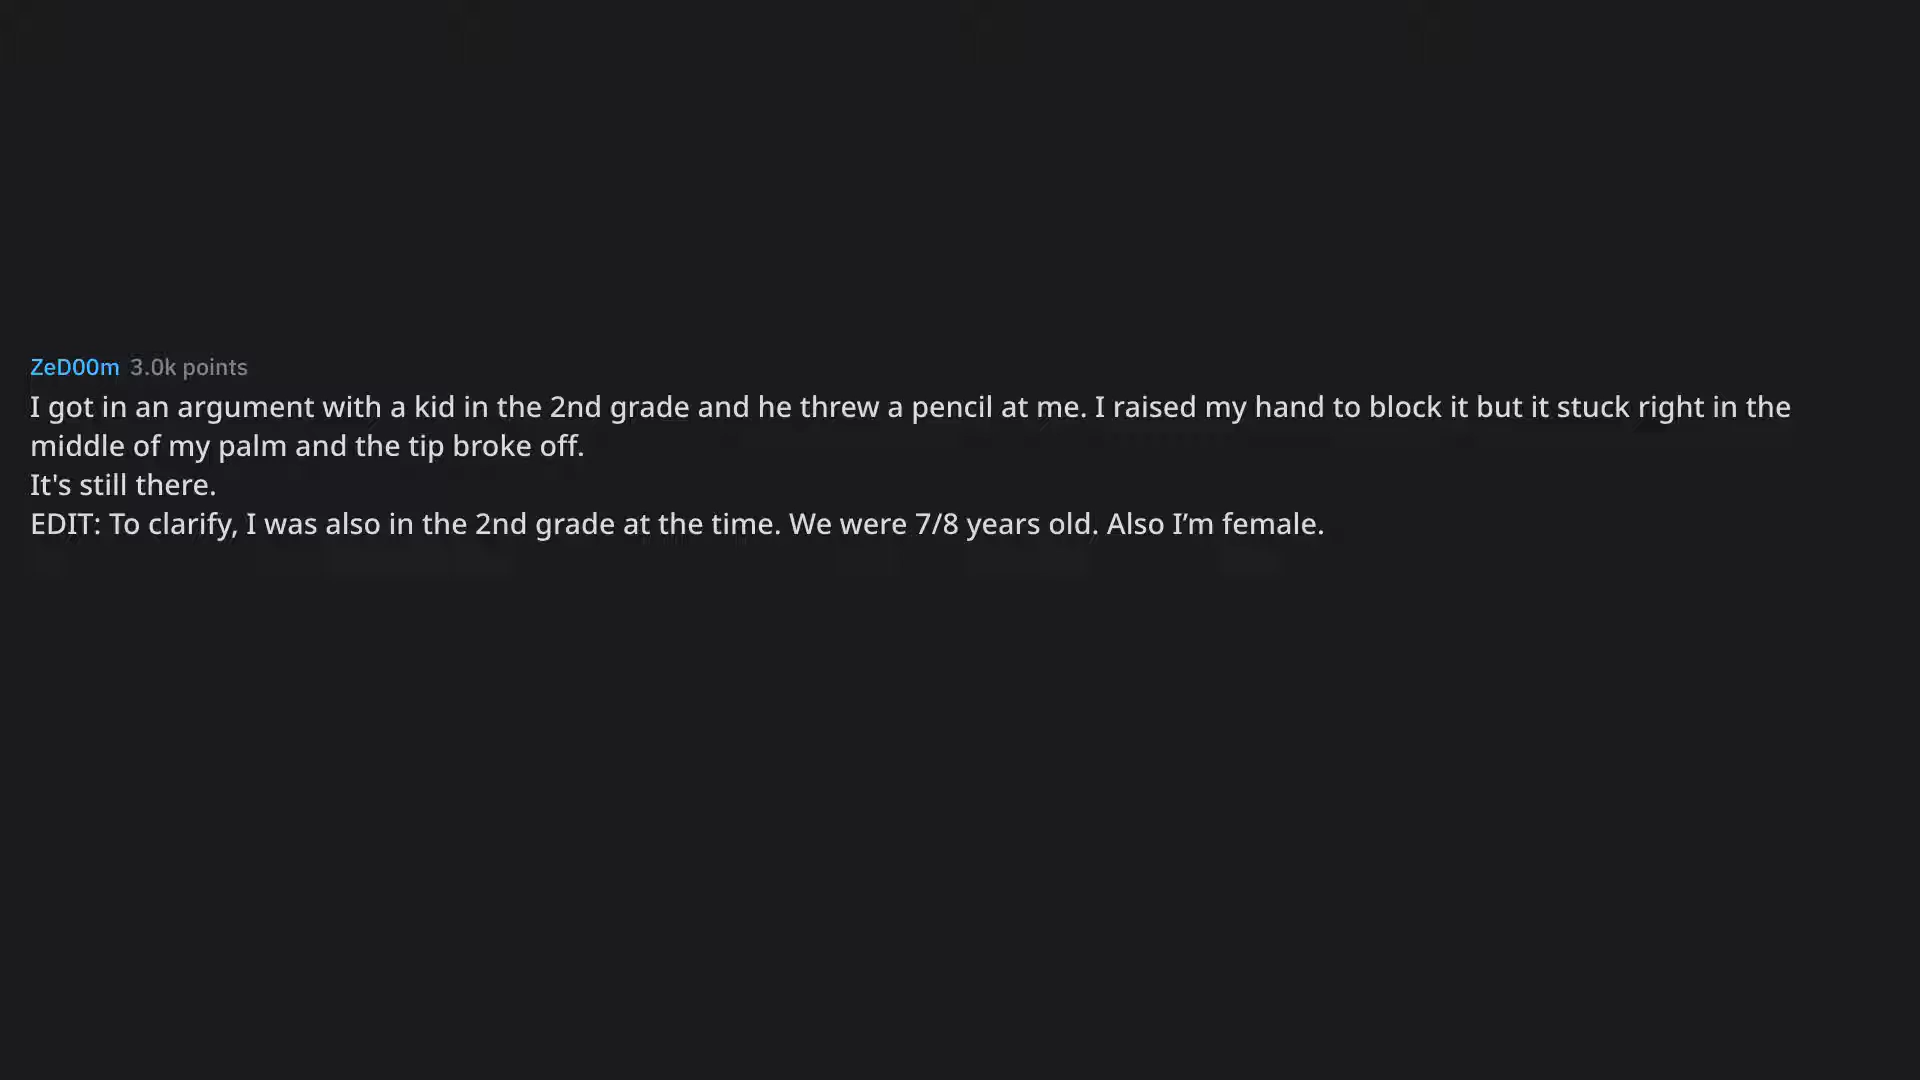 ZeD00m 3.0k points
I got in an argument with a kid in the 2nd grade and he threw a pencil at me. I raised my hand to block it but it stuck right in the
middle of my palm and the tip broke off.
It's still there.
EDIT: To clarify, I was also in the 2nd grade at the time. We were 7/8 years old. Also I’m female.